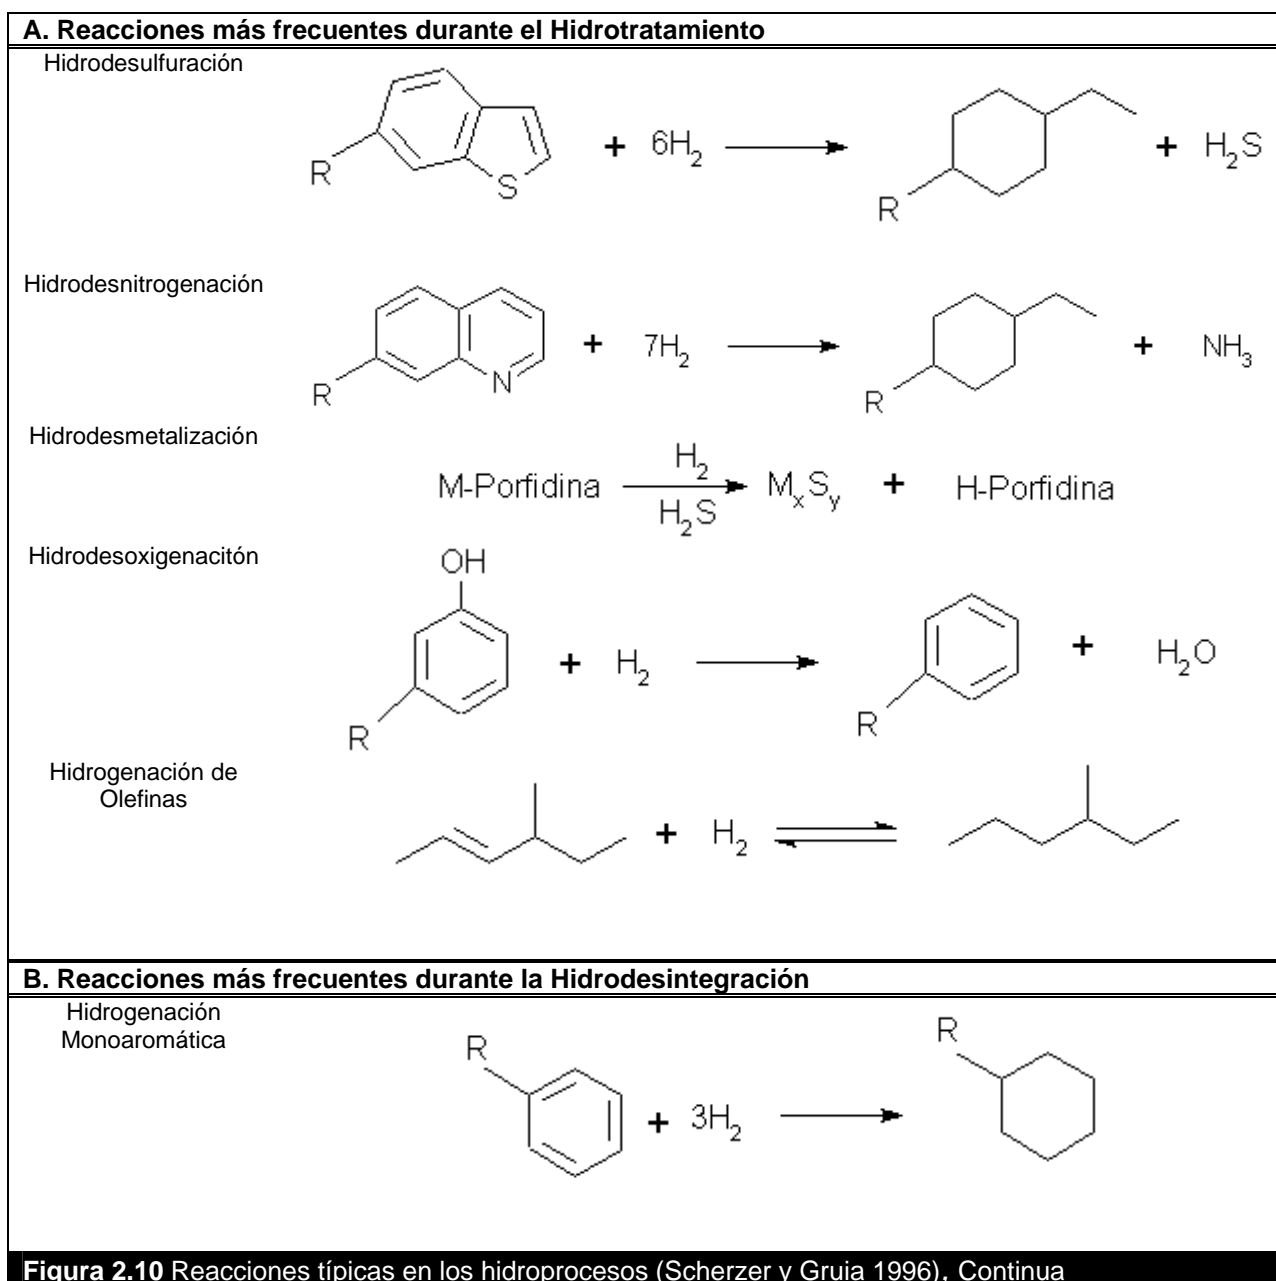 A. Reacciones más frecuentes durante el Hidrotratamiento
Hidrodesulfuración
R S + 6H2 R + H2S
Hidrodesnitrogenación
R N + 7H2 R + NH3
Hidrodesmetalización
M-Porfidina H2 H2S MxSy + H-Porfidina
Hidrodesoxigenacitón
OH R + H2 R + H2O
Hidrogenación de
Olefinas
+ H2
B. Reacciones más frecuentes durante la Hidrodesintegración
Hidrogenación
Monoaromática
R + 3H2 R
Figura 2.10 Reacciones típicas en los hidroprocesos (Scherzer y Gruia 1996), Continua